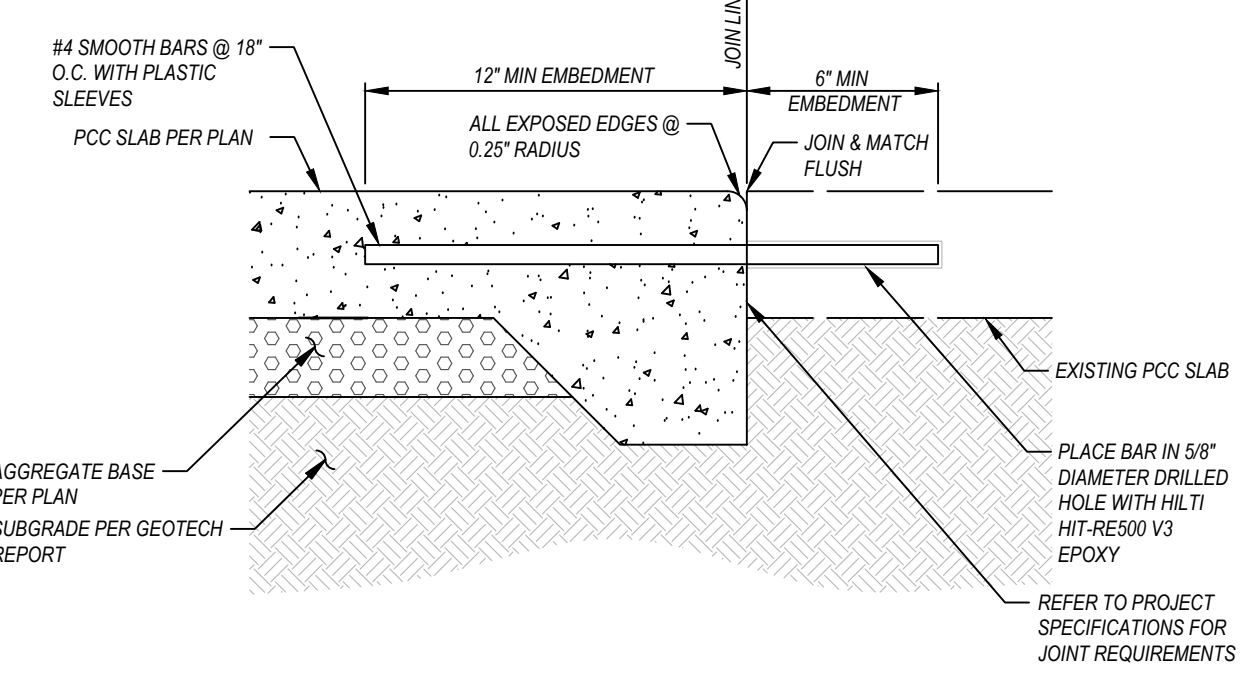 JOIN LIN
#4 SMOOTH BARS @ 18"
O.C. WITH PLASTIC
SLEEVES
12" MIN EMBEDMENT
6" MIN
EMBEDMENT
PCC SLAB PER PLAN
ALL EXPOSED EDGES @
0.25" RADIUS
JOIN & MATCH
FLUSH
EXISTING PCC SLAB
AGGREGATE BASE
PER PLAN
SUBGRADE PER GEOTECH
REPORT
PLACE BAR IN 5/8"
DIAMETER DRILLED
HOLE WITH HILTI
HIT-RE500 V3
EPOXY
REFER TO PROJECT
SPECIFICATIONS FOR
JOINT REQUIREMENTS